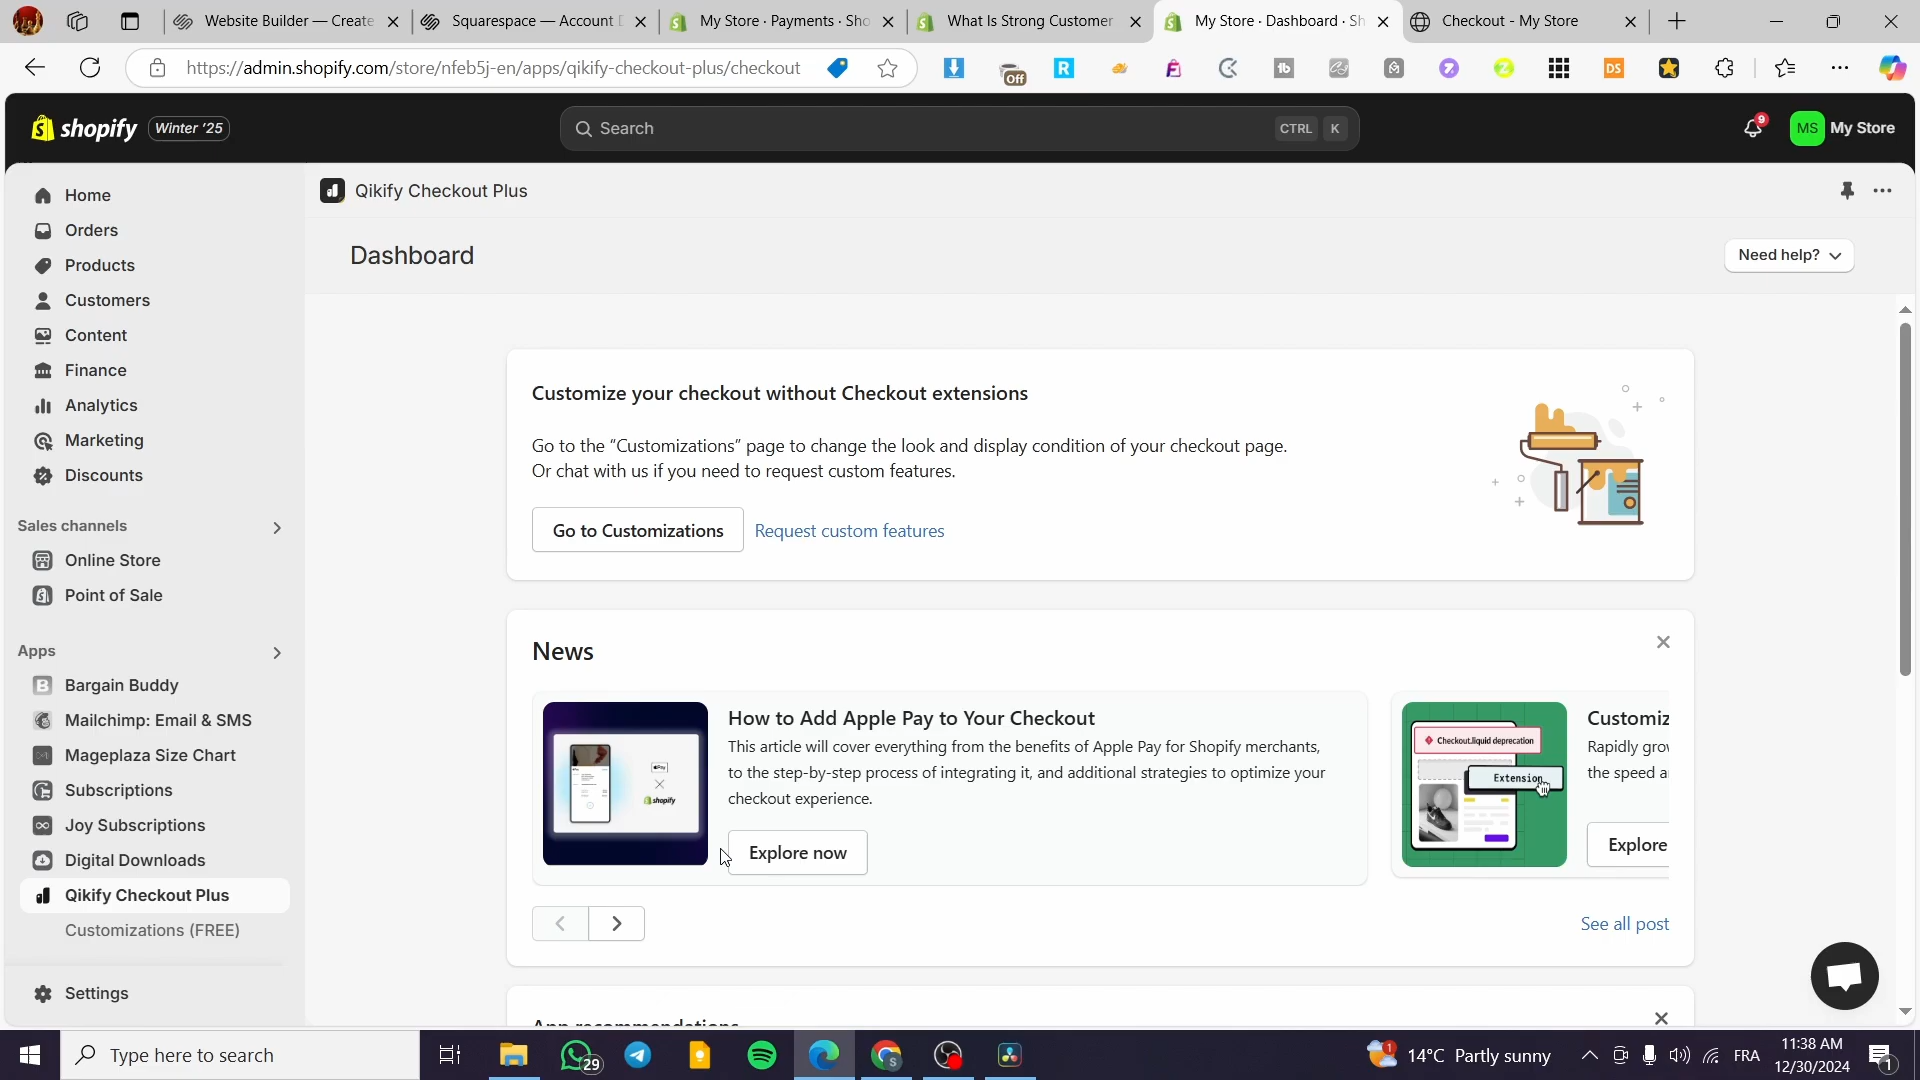 Website Builder — Create
Squarespace — Account
My Store · Payments · Sho
What Is Strong Customer
My Store · Dashboard · Sh
Checkout - My Store
https://admin.shopify.com/store/nfeb5j-en/apps/qikify-checkout-plus/checkout
Off
R
DS
shopify
Winter '25
Search
CTRL K
9
MS
My Store
Home
Orders
Products
Customers
Content
Finance
Analytics
Marketing
Discounts
Sales channels
Online Store
Point of Sale
Apps
Bargain Buddy
Mailchimp: Email & SMS
Mageplaza Size Chart
Subscriptions
Joy Subscriptions
Digital Downloads
Qikify Checkout Plus
Customizations (FREE)
Settings
Qikify Checkout Plus
Dashboard
Need help?
Customize your checkout without Checkout extensions
Go to the “Customizations” page to change the look and display condition of your checkout page.
Or chat with us if you need to request custom features.
Go to Customizations
Request custom features
News
How to Add Apple Pay to Your Checkout
This article will cover everything from the benefits of Apple Pay for Shopify merchants,
to the step-by-step process of integrating it, and additional strategies to optimize your
checkout experience.
Explore now
Pay
shopify
Checkout.liquid deprecation
Extension
Customiz
Rapidly grow
the speed a
Explore
See all post
App recommendations
Type here to search
29
14°C Partly sunny
FRA
11:38 AM
12/30/2024
1